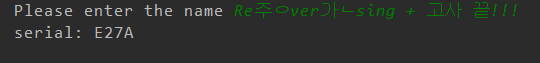 Please enter the name Re주ㅇver가ㄴsing + 고사 끝!!!
serial: E27A